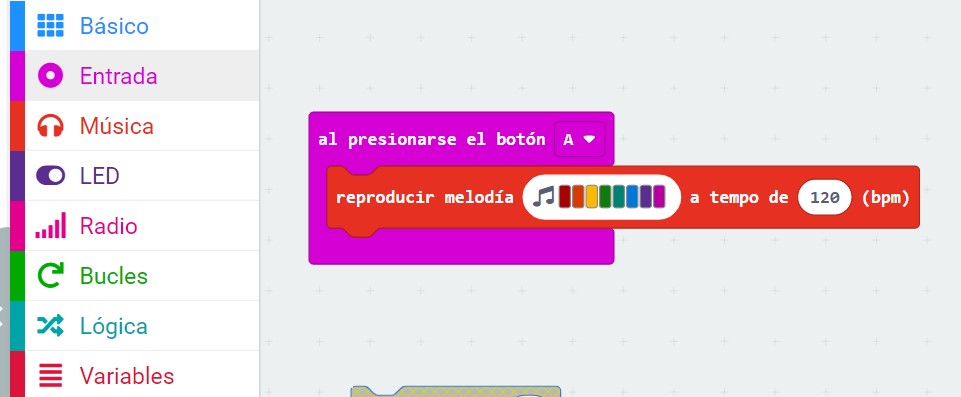 Básico
Entrada
Música
LED
Radio
Bucles
Lógica
Variables
al presionarse el botón A
reproducir melodía a tempo de 120 (bpm)